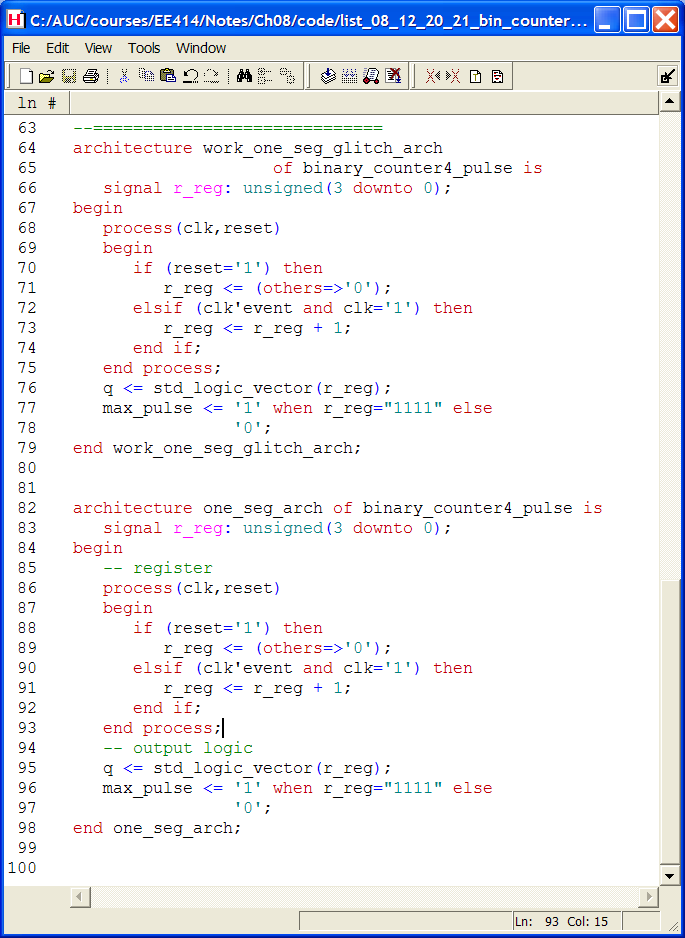 C:/AUC/courses/EE414/Notes/Ch08/code/list_08_12_20_21_bin_counter...
File Edit View Tools Window
ln #
63 --=============================
64 architecture work_one_seg_glitch_arch
65 of binary_counter4_pulse is
66 signal r_reg: unsigned(3 downto 0);
67 begin
68 process(clk,reset)
69 begin
70 if (reset='1') then
71 r_reg <= (others=>'0');
72 elsif (clk'event and clk='1') then
73 r_reg <= r_reg + 1;
74 end if;
75 end process;
76 q <= std_logic_vector(r_reg);
77 max_pulse <= '1' when r_reg="1111" else
78 '0';
79 end work_one_seg_glitch_arch;
80
81
82 architecture one_seg_arch of binary_counter4_pulse is
83 signal r_reg: unsigned(3 downto 0);
84 begin
85 -- register
86 process(clk,reset)
87 begin
88 if (reset='1') then
89 r_reg <= (others=>'0');
90 elsif (clk'event and clk='1') then
91 r_reg <= r_reg + 1;
92 end if;
93 end process;
94 -- output logic
95 q <= std_logic_vector(r_reg);
96 max_pulse <= '1' when r_reg="1111" else
97 '0';
98 end one_seg_arch;
99
100
Ln: 93 Col: 15